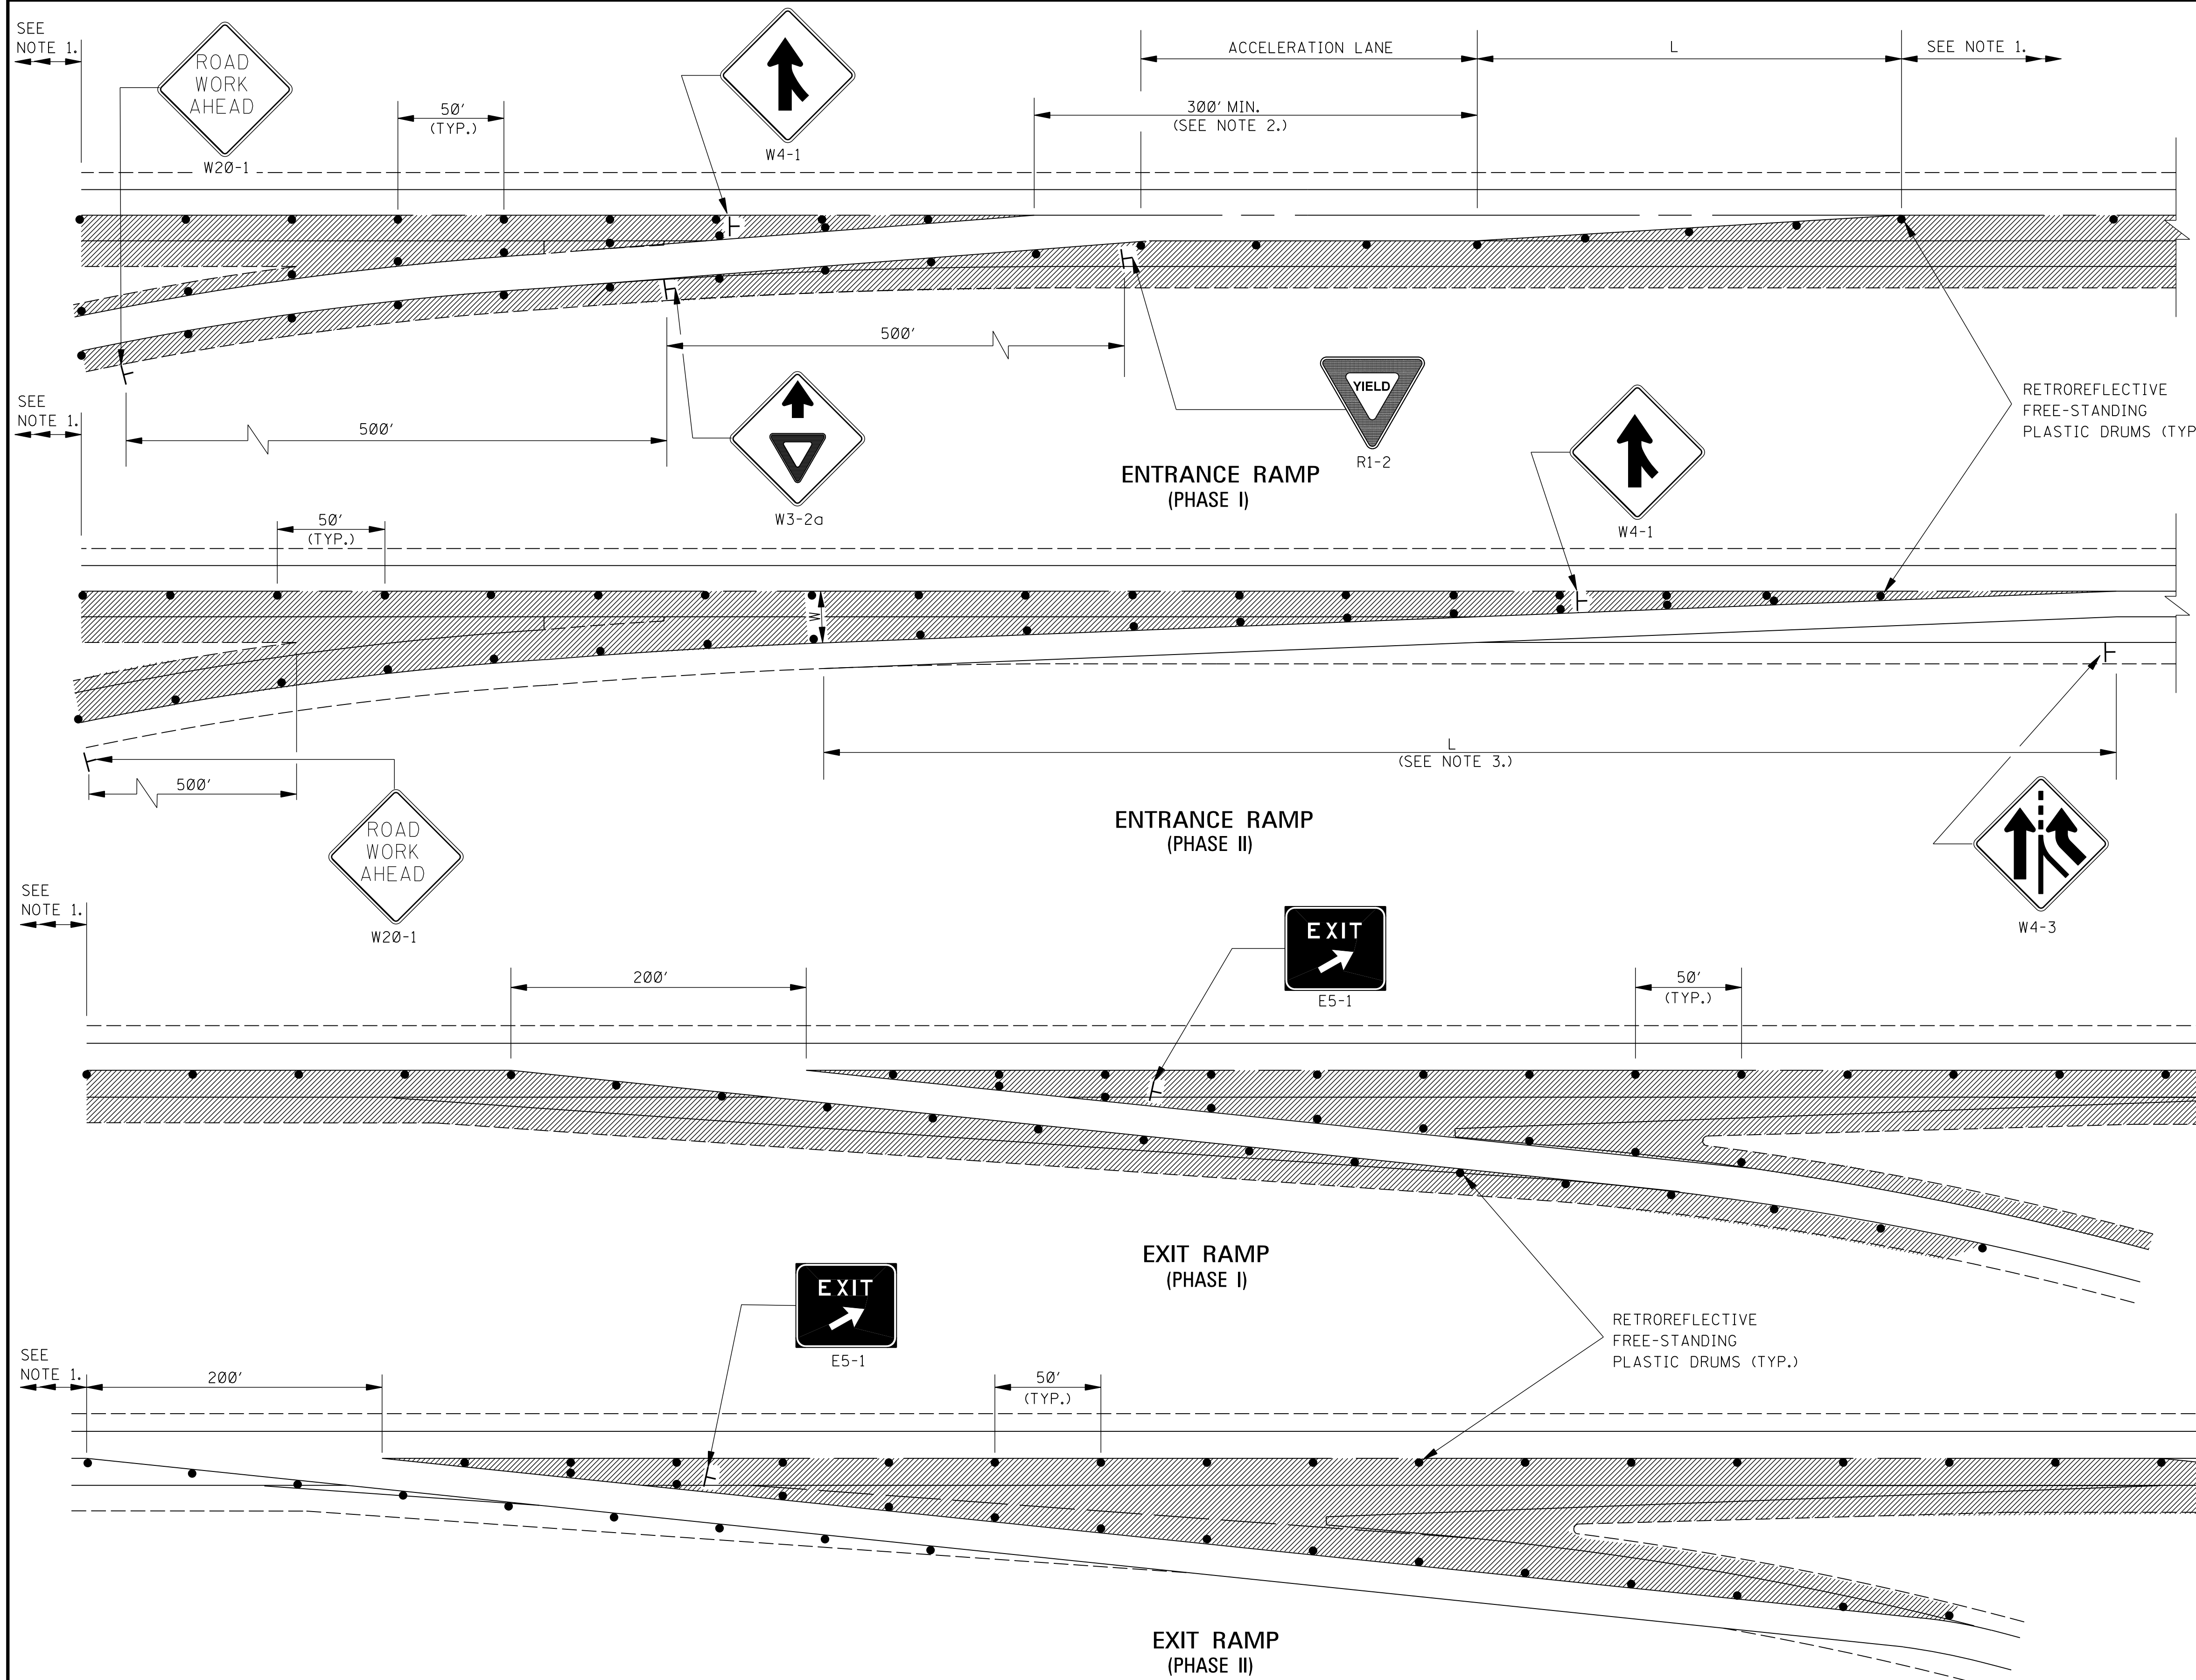 SEE
NOTE 1.
ROAD
WORK
AHEAD
W20-1
50'
(TYP.)
W4-1
ACCELERATION LANE
L
SEE NOTE 1.
300' MIN.
(SEE NOTE 2.)
500'
YIELD
R1-2
RETROREFLECTIVE
FREE-STANDING
PLASTIC DRUMS (TYP
SEE
NOTE 1.
500'
W3-2a
ENTRANCE RAMP
(PHASE I)
W4-1
50'
(TYP.)
W
L
(SEE NOTE 3.)
500'
ROAD
WORK
AHEAD
W20-1
ENTRANCE RAMP
(PHASE II)
W4-3
SEE
NOTE 1.
200'
EXIT
E5-1
50'
(TYP.)
EXIT RAMP
(PHASE I)
EXIT
E5-1
RETROREFLECTIVE
FREE-STANDING
PLASTIC DRUMS (TYP.)
SEE
NOTE 1.
200'
50'
(TYP.)
EXIT RAMP
(PHASE II)